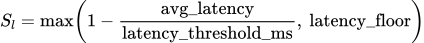 S_l = max(1 − avg_latency / latency_threshold_ms, latency_floor)